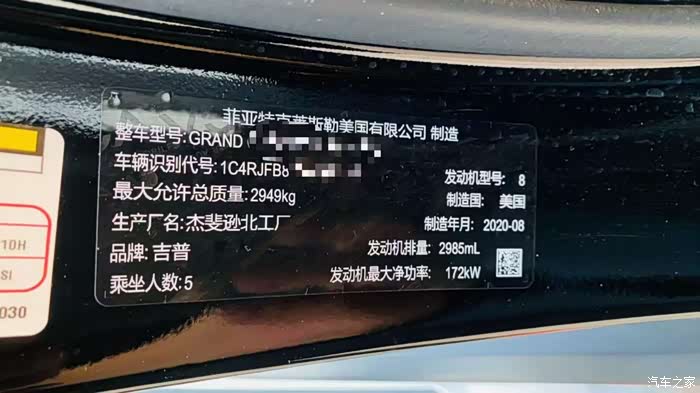 菲亚特克莱斯勒美国有限公司 制造
整车型号: GRAND
车辆识别代号: 1C4RJFB8
最大允许总质量: 2949kg
生产厂名: 杰斐逊北工厂
品牌: 吉普
乘坐人数: 5
发动机型号: 8
制造国: 美国
制造年月: 2020-08
发动机排量: 2985mL
发动机最大净功率: 172kW
10H
SI
030
汽车之家